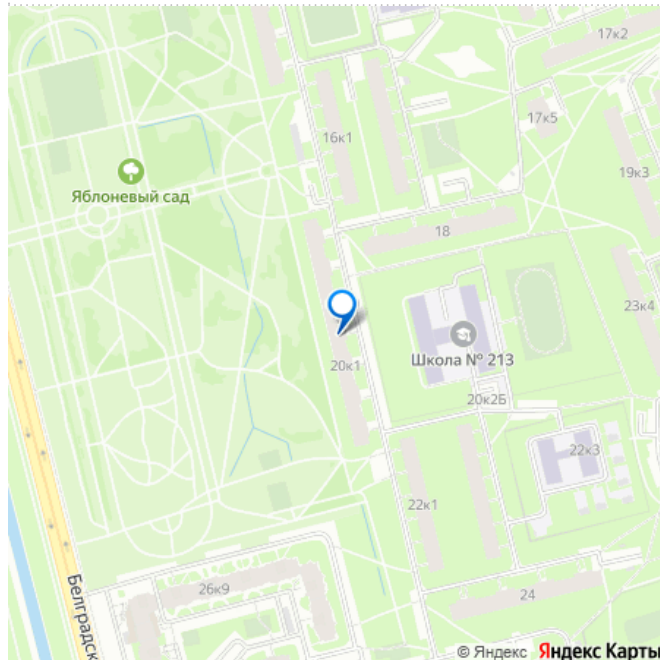 17к2
17к5
16к1
19к3
Яблоневый сад
18
23к4
Школа № 213
20к1
20к2Б
22к3
22к1
26к9
24
Белградск
© Яндекс Яндекс Карты